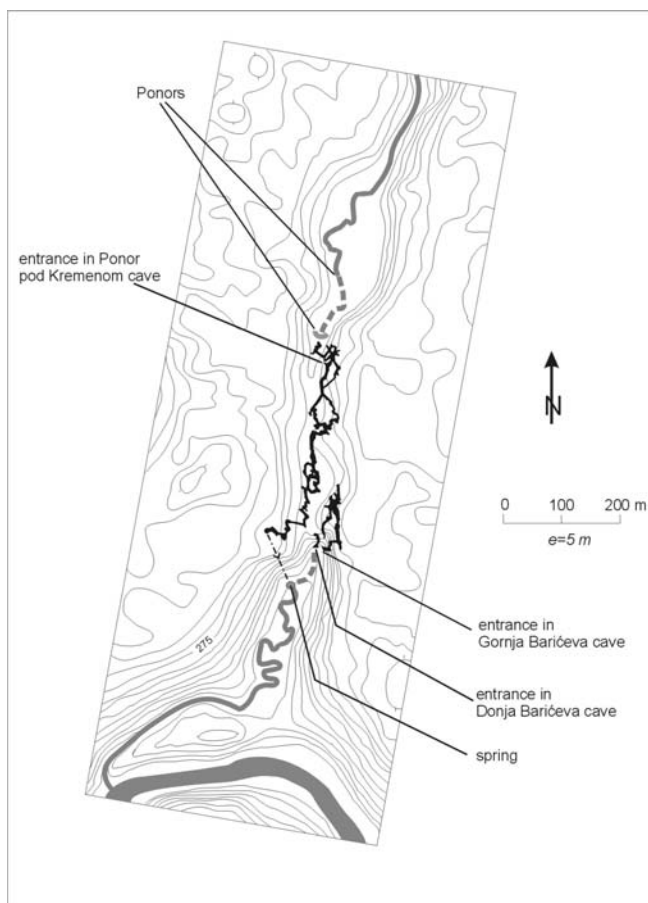 Ponors
entrance in Ponor
pod Kremenom cave
N
0 100 200 m
e=5 m
entrance in
Gornja Barićeva cave
275
entrance in
Donja Barićeva cave
spring